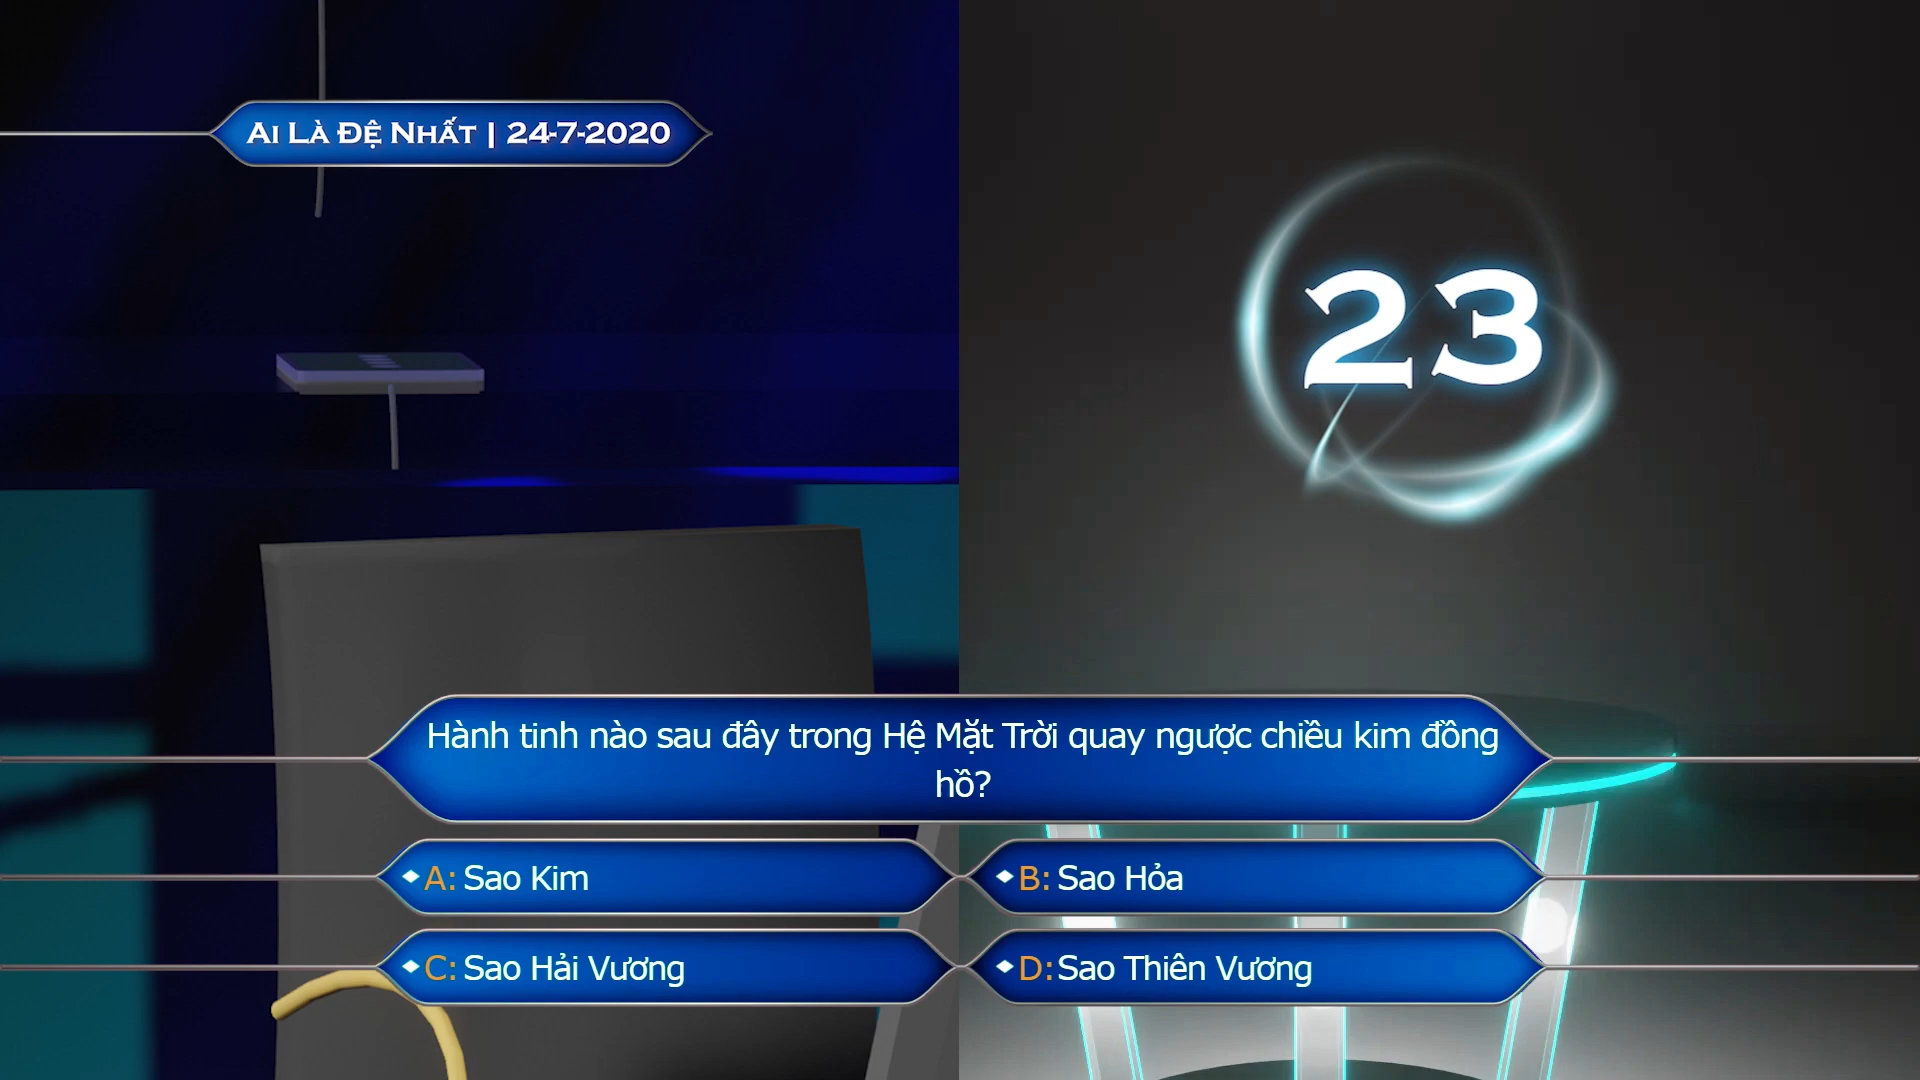 Ai Là Đệ Nhất | 24-7-2020
23
Hành tinh nào sau đây trong Hệ Mặt Trời quay ngược chiều kim đồng
hồ?
A: Sao Kim
B: Sao Hỏa
C: Sao Hải Vương
D: Sao Thiên Vương